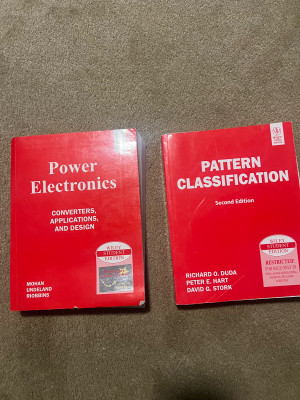 Power
Electronics
CONVERTERS,
APPLICATIONS,
AND DESIGN
WILEY
STUDENT
EDITION
MOHAN
UNDELAND
ROBBINS
PATTERN
CLASSIFICATION
Second Edition
WILEY
STUDENT
EDITION
RESTRICTED!
RICHARD O. DUDA
PETER E. HART
DAVID G. STORK